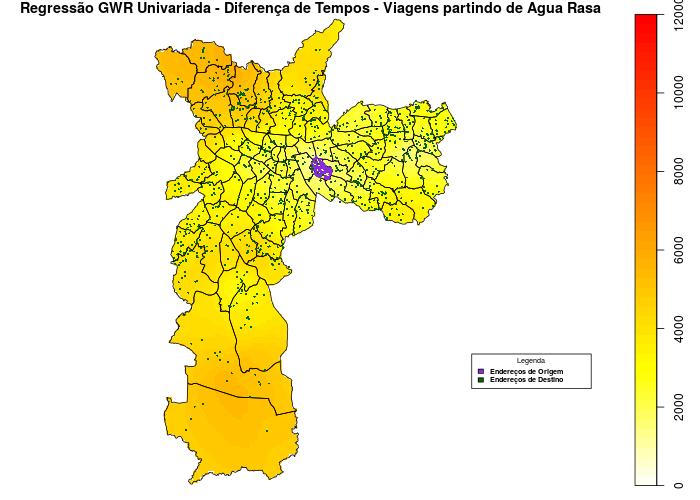 Regressão GWR Univariada - Diferença de Tempos - Viagens partindo de Agua Rasa
12000
10000
8000
6000
4000
2000
0
Legenda
Endereços de Origem
Endereços de Destino